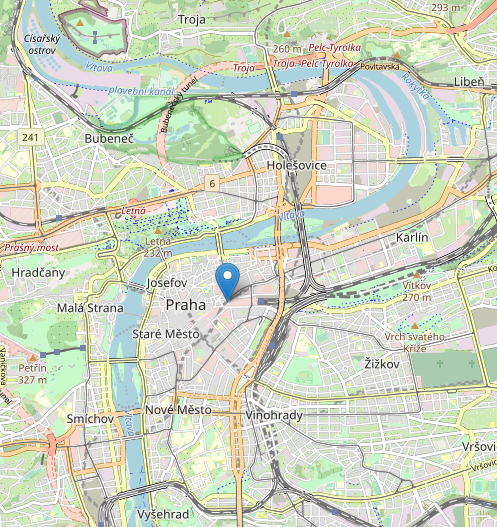 Troja
293 m
Císařský
ostrov
260 m
Pelc-Tyrolka
Vltava
Troja
Troja
Pelc-Tyrolka
Povltavská
Rokytka
Libeň
plavební kanál
Bubenečský tunel
241
Bubeneč
Holešovice
6
Letná
Vltava
Prašný most
Letná
232 m
Karlín
Hradčany
Josefov
Vítkov
270 m
Malá Strana
Praha
Staré Město
Vrch svatého
Kříže
Petřín
327 m
Žižkov
Nové Město
Smíchov
Vinohrady
Vltava
Vyšehrad